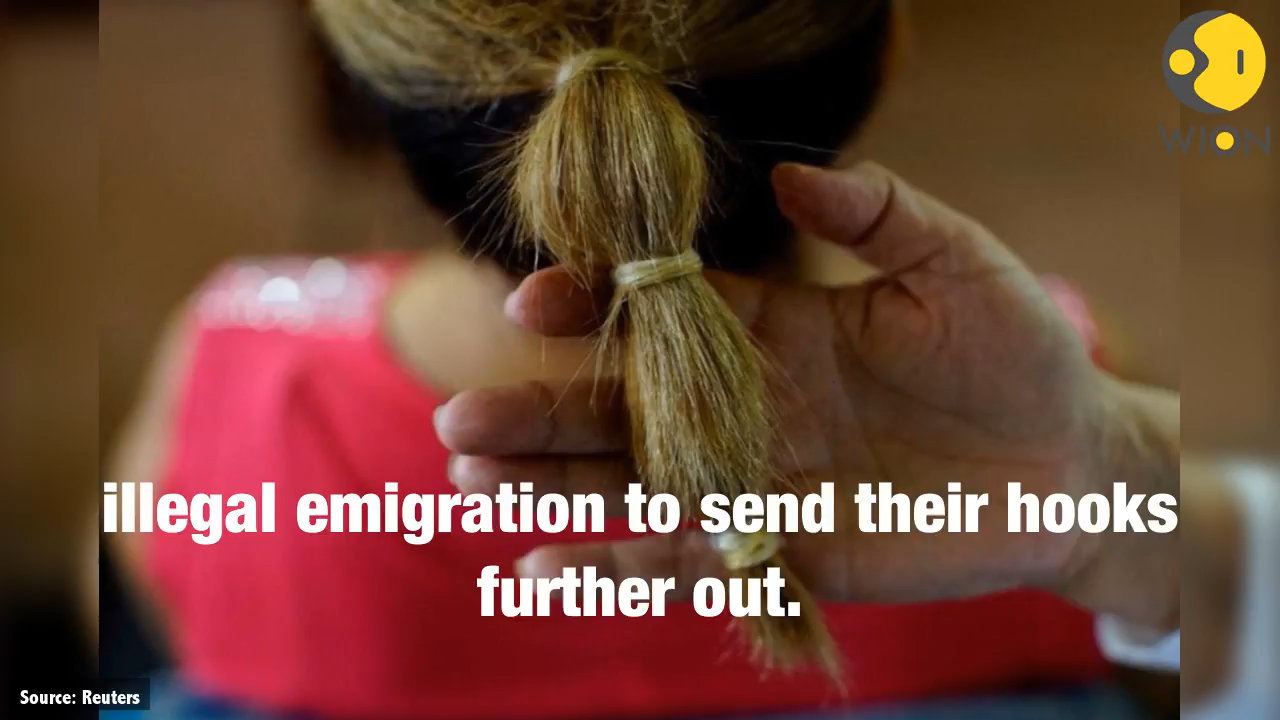 WION
illegal emigration to send their hooks
further out.
Source: Reuters